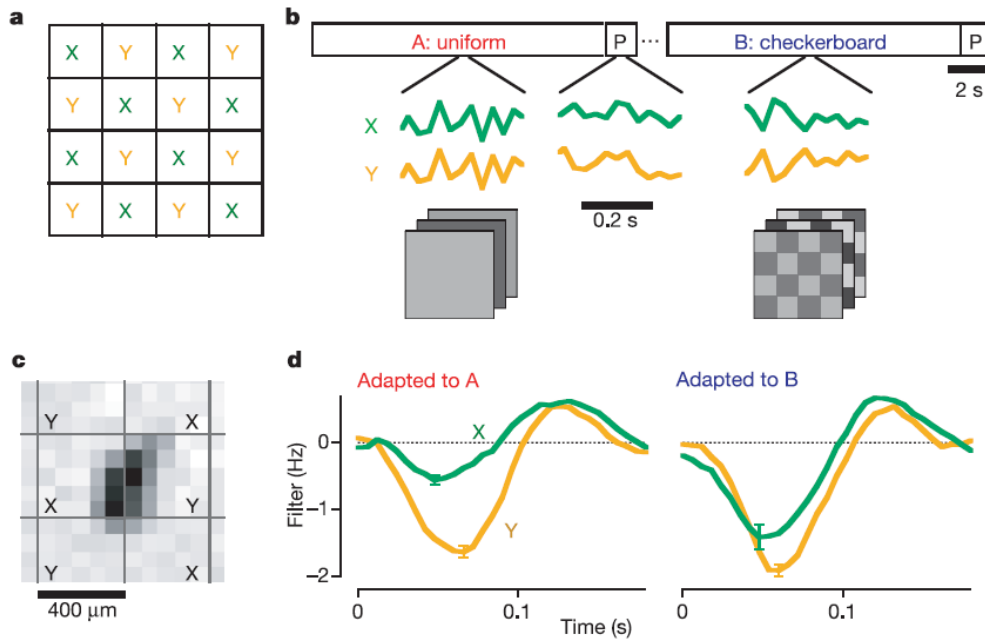 a
X Y X Y
Y X Y X
X Y X Y
Y X Y X
b
A: uniform P ... B: checkerboard P
2 s
X
Y
0.2 s
c
Y X
X Y
Y X
400 µm
d
Adapted to A Adapted to B
Filter (Hz)
0
−1
−2
X
Y
0 0.1 0 0.1
Time (s)